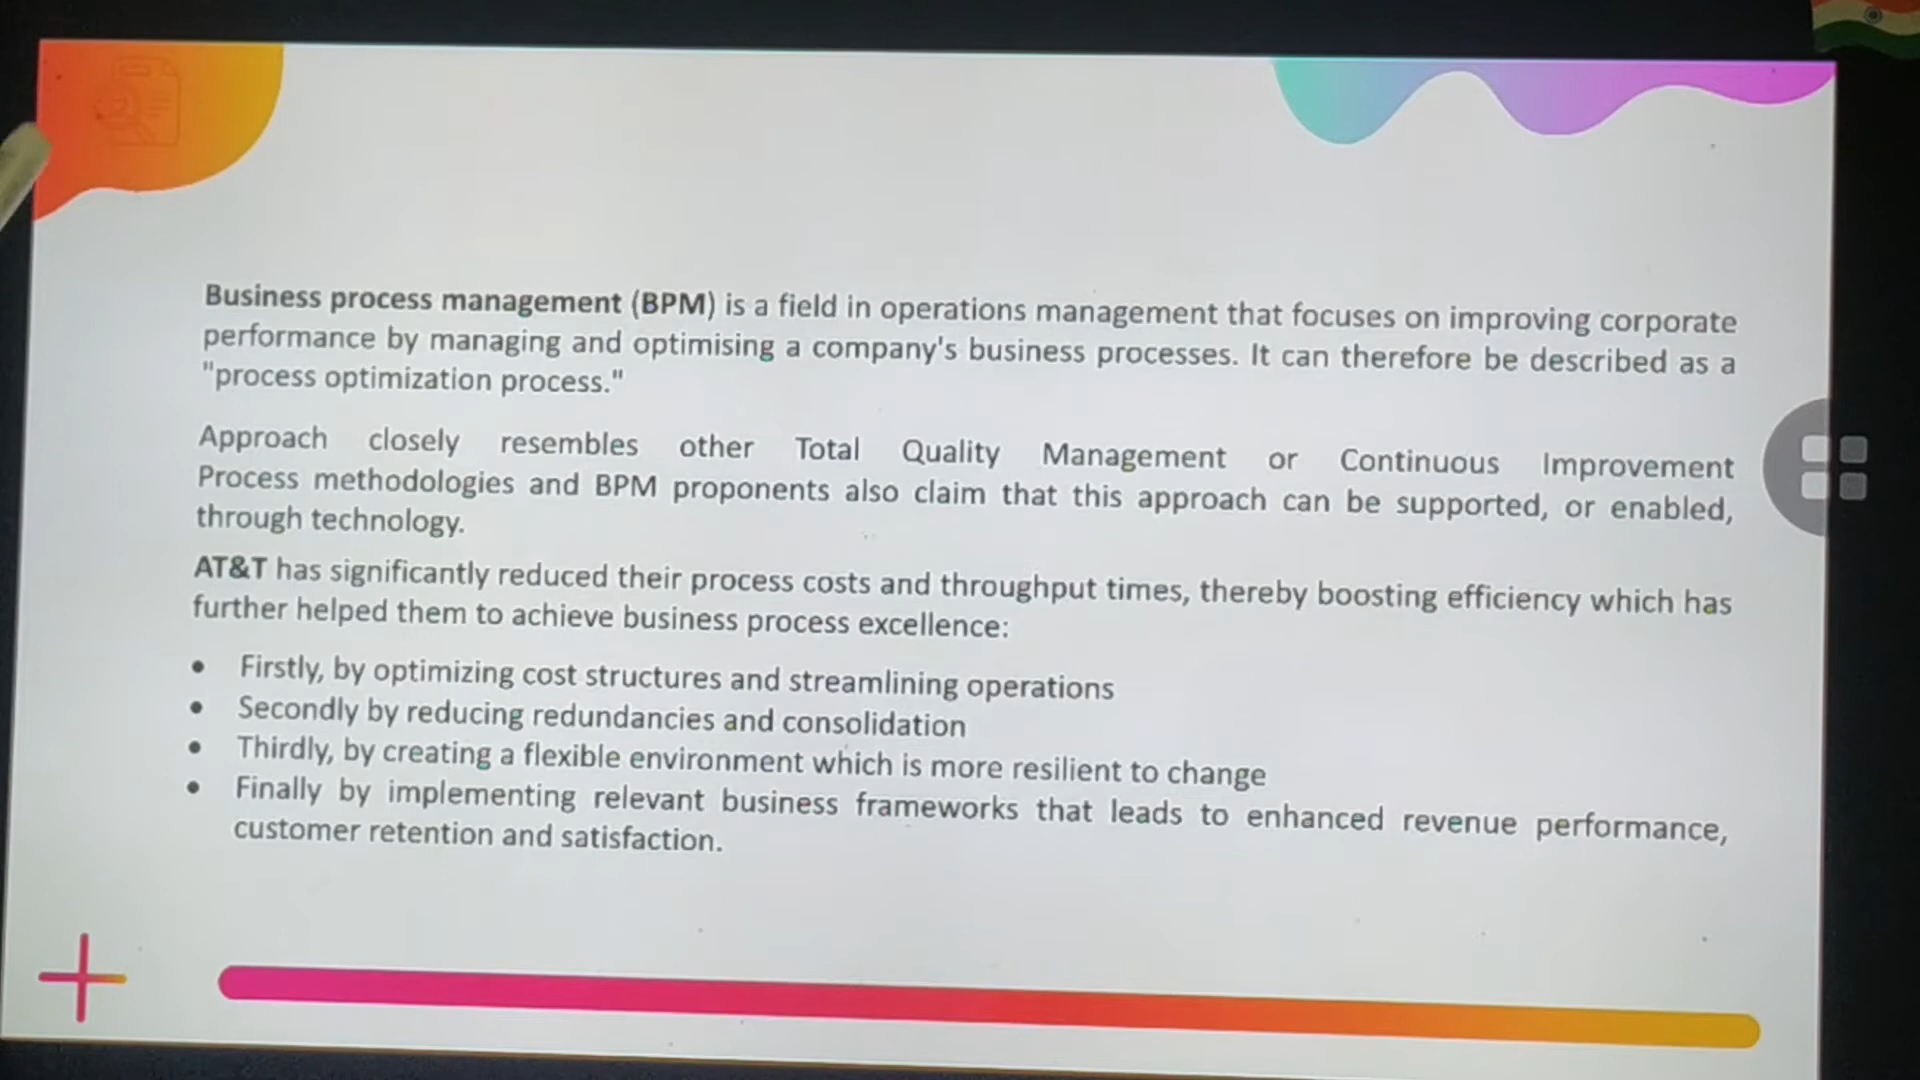 Business process management (BPM) is a field in operations management that focuses on improving corporate
performance by managing and optimising a company's business processes. It can therefore be described as a
"process optimization process."
Approach closely resembles other Total Quality Management or Continuous Improvement
Process methodologies and BPM proponents also claim that this approach can be supported, or enabled,
through technology.
AT&T has significantly reduced their process costs and throughput times, thereby boosting efficiency which has
further helped them to achieve business process excellence:
• Firstly, by optimizing cost structures and streamlining operations
• Secondly by reducing redundancies and consolidation
• Thirdly, by creating a flexible environment which is more resilient to change
• Finally by implementing relevant business frameworks that leads to enhanced revenue performance,
customer retention and satisfaction.